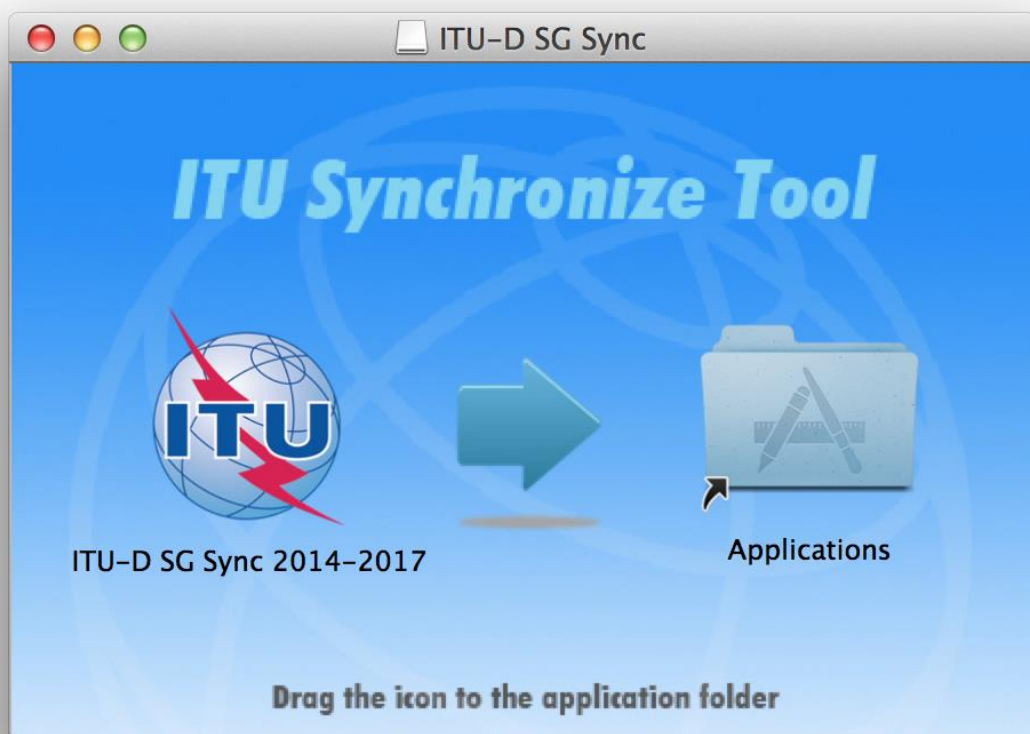 ITU-D SG Sync
ITU Synchronize Tool
ITU
ITU-D SG Sync 2014-2017
Applications
Drag the icon to the application folder